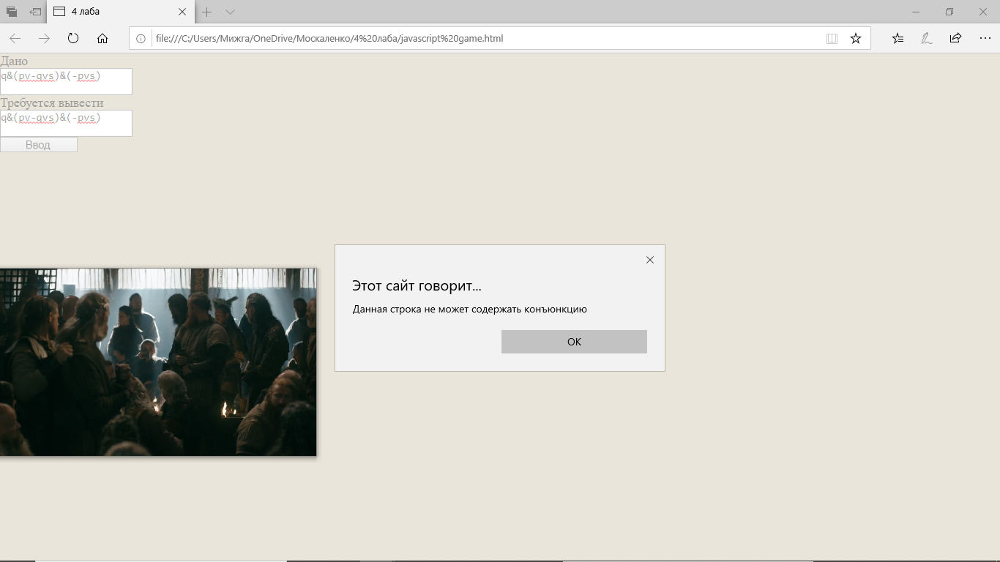 4 лаба
file:///C:/Users/Мижга/OneDrive/Москаленко/4%20лаба/javascript%20game.html
Дано
q&(pv-qvs)&(-pvs)
Требуется вывести
q&(pv-qvs)&(-pvs)
Ввод
Этот сайт говорит...
Данная строка не может содержать конъюнкцию
ОК